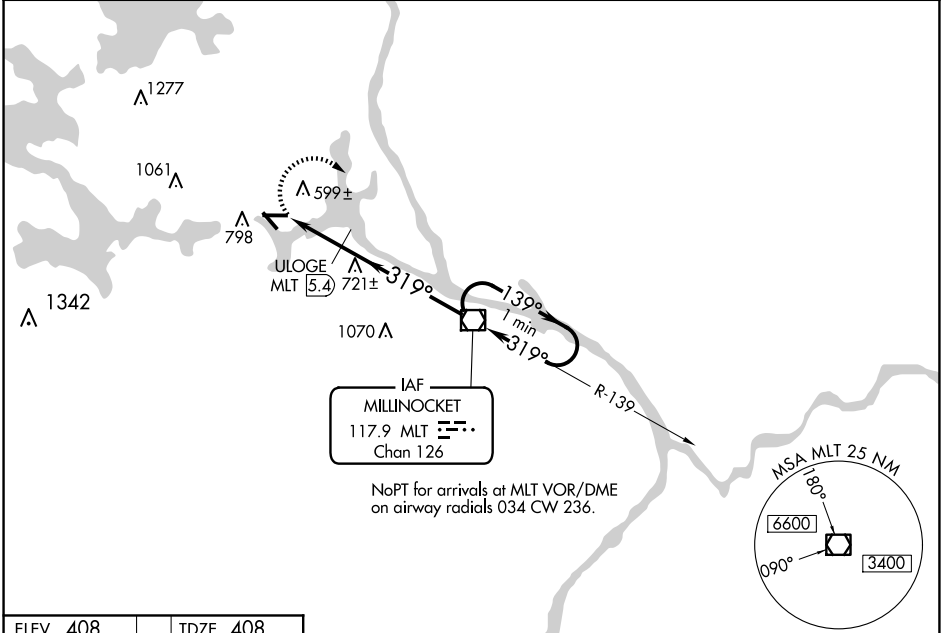 1277
1061
599±
798
ULOGE
MLT 5.4
721±
319°
1342
1070
139°
1 min
319°
R-139
IAF
MILLINOCKET
117.9 MLT
Chan 126
NoPT for arrivals at MLT VOR/DME
on airway radials 034 CW 236.
MSA MLT 25 NM
180°
6600
090°
3400
ELEV 408
TDZE 408